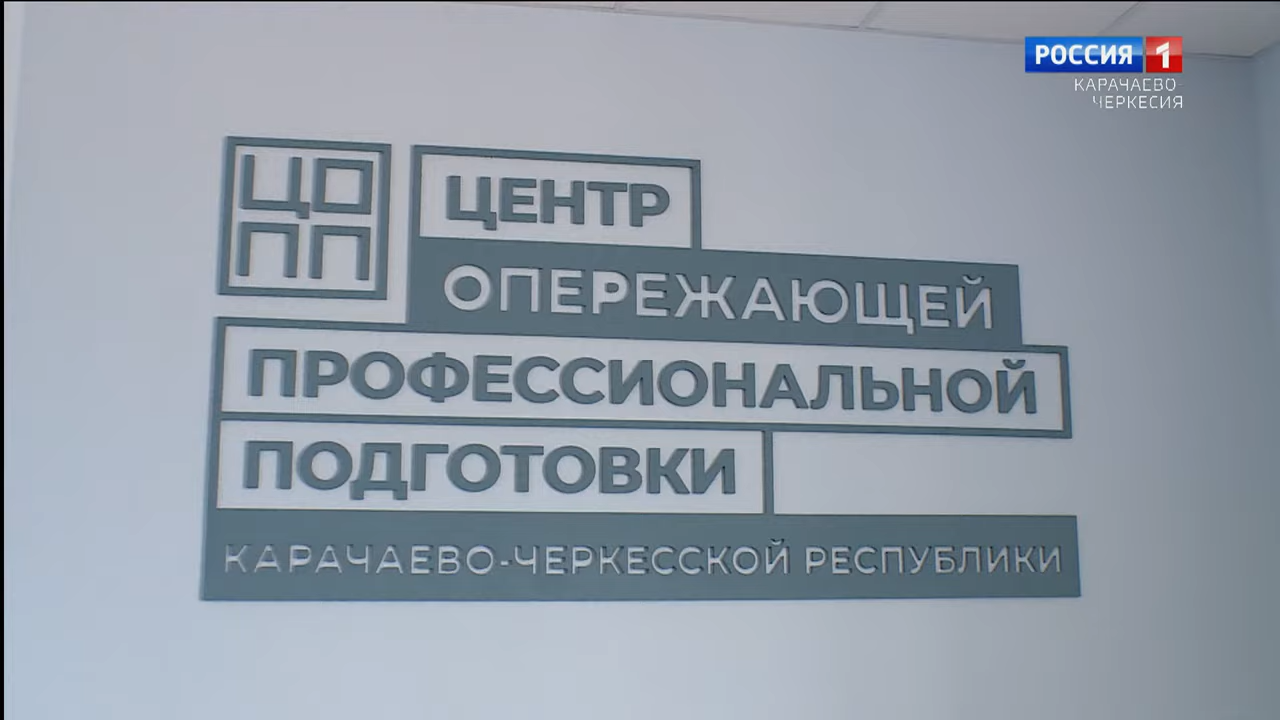 РОССИЯ 1
КАРАЧАЕВО-
ЧЕРКЕСИЯ
ЦО
ПП
ЦЕНТР
ОПЕРЕЖАЮЩЕЙ
ПРОФЕССИОНАЛЬНОЙ
ПОДГОТОВКИ
КАРАЧАЕВО-ЧЕРКЕССКОЙ РЕСПУБЛИКИ